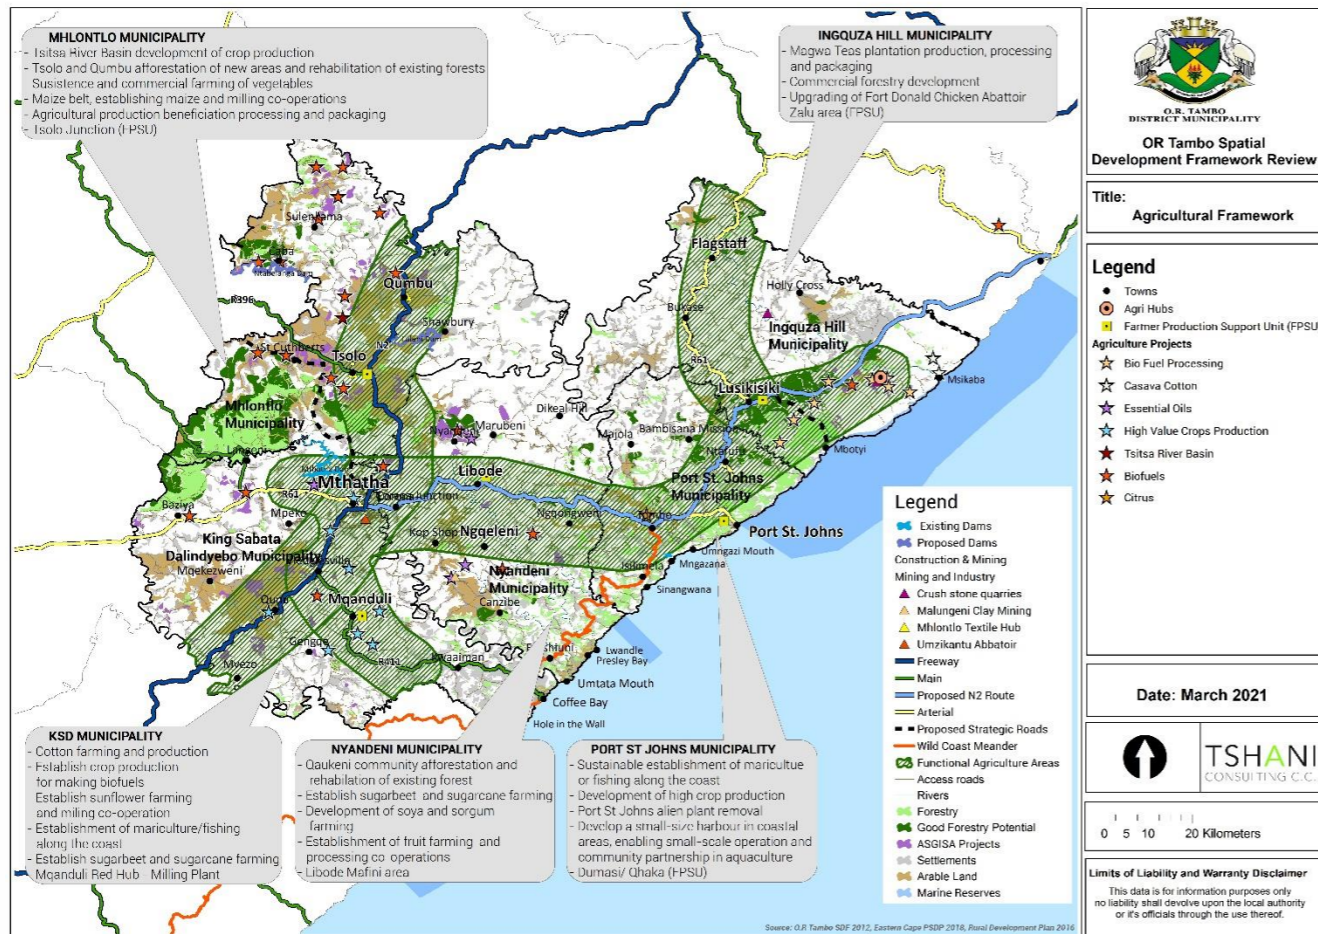 MHLONTLO MUNICIPALITY
- Tsitsa River Basin development of crop production
- Tsolo and Qumbu afforestation of new areas and rehabilitation of existing forests
Susistence and commercial farming of vegetables
- Maize belt, establishing maize and milling co-operations
- Agricultural production beneficiation processing and packaging
- Tsolo Junction (FPSU)
INGQUZA HILL MUNICIPALITY
- Magwa Teas plantation production, processing
and packaging
- Commercial forestry development
- Upgrading of Fort Donald Chicken Abattoir
Zalu area (FPSU)
Sulenkama
Qumbu
Shawbury
R396
N2
St Cuthberts
Tsolo
Mhlontlo
Municipality
Langeni
Mthatha
R61
Baziya
Mpeko
King Sabata
Dalindyebo Municipality
Mqekezweni
Qunu
Mvezo
Gengqe
Mqanduli
R411
Flagstaff
Holly Cross
Bukase
Ingquza Hill
Municipality
R61
Lusikisiki
Msikaba
Mbotyi
Dikeal Hill
Marubeni
Majola
Bambisana Mission
Ntafufu
Port St. Johns
Municipality
Libode
Kop Shop
Ngqeleni
Ngqongweni
Tombo
Port St. Johns
Umngazi Mouth
Mngazana
Isilimela
Sinangwana
Nyandeni
Municipality
Canzibe
Lwandle
Presley Bay
Umtata Mouth
Coffee Bay
Hole in the Wall
KSD MUNICIPALITY
- Cotton farming and production
- Establish crop production
for making biofuels
Establish sunflower farming
and miling co-operation
- Establishment of mariculture/fishing
along the coast
- Establish sugarbeet and sugarcane farming
Mqanduli Red Hub - Milling Plant
NYANDENI MUNICIPALITY
- Qaukeni community afforestation and
rehabilation of existing forest
- Establish sugarbeet and sugarcane farming
- Development of soya and sorgum
farming
- Establishment of fruit farming and
processing co operations
- Libode Mafini area
PORT ST JOHNS MUNICIPALITY
- Sustainable establishment of maricultue
or fishing along the coast
- Development of high crop production
- Port St Johns alien plant removal
- Develop a small-size harbour in coastal
areas, enabling small-scale operation and
community partnership in aquaculture
- Dumasi/ Qhaka (FPSU)
Legend
Existing Dams
Proposed Dams
Construction & Mining
Mining and Industry
Crush stone quarries
Malungeni Clay Mining
Mhlontlo Textile Hub
Umzikantu Abbatoir
Freeway
Main
Proposed N2 Route
Arterial
Proposed Strategic Roads
Wild Coast Meander
Functional Agriculture Areas
Access roads
Rivers
Forestry
Good Forestry Potential
ASGISA Projects
Settlements
Arable Land
Marine Reserves
Source: O.R Tambo SDF 2012, Eastern Cape PSDP 2018, Rural Development Plan 2016
O.R. TAMBO
DISTRICT MUNICIPALITY
OR Tambo Spatial
Development Framework Review
Title:
Agricultural Framework
Legend
Towns
Agri Hubs
Farmer Production Support Unit (FPSU
Agriculture Projects
Bio Fuel Processing
Casava Cotton
Essential Oils
High Value Crops Production
Tsitsa River Basin
Biofuels
Citrus
Date: March 2021
TSHANI
CONSULTING C.C.
0 5 10 20 Kilometers
Limits of Liability and Warranty Disclaimer
This data is for information purposes only
no liability shall devolve upon the local authority
or it's officials through the use thereof.